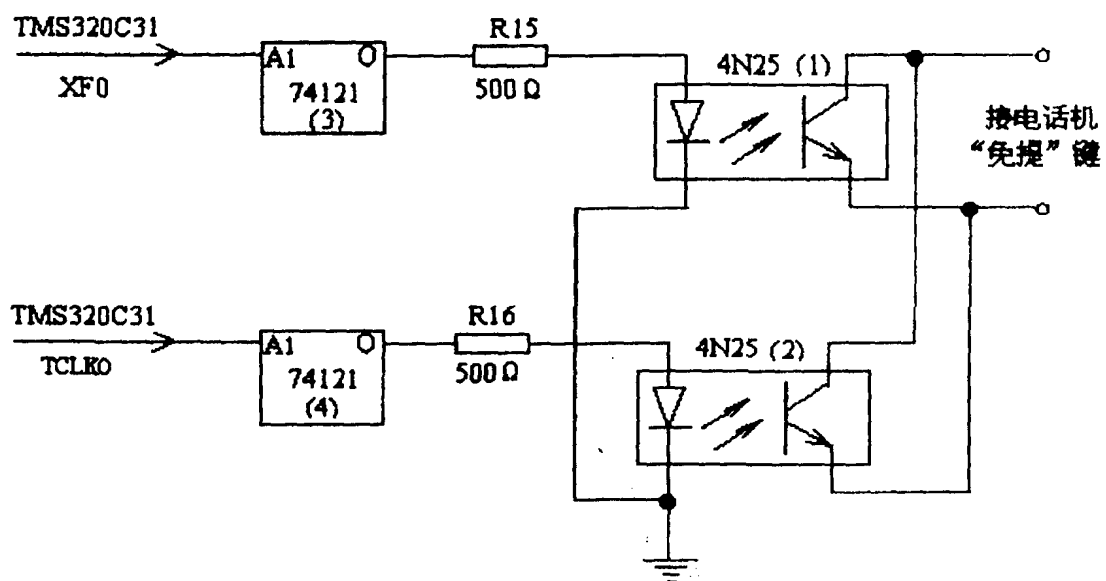 TMS320C31
XF0
A1 O
74121
(3)
R15
500Ω
4N25 (1)
接电话机
“免提”键
TMS320C31
TCLK0
A1 O
74121
(4)
R16
500Ω
4N25 (2)